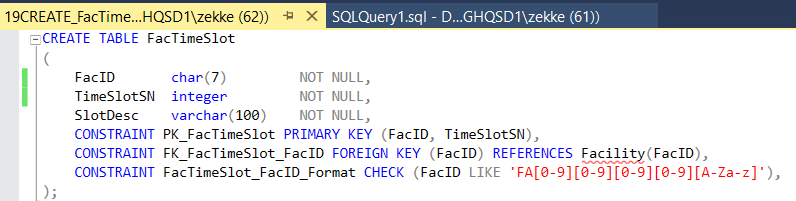 19CREATE_FacTime...HQSD1\zekke (62)) SQLQuery1.sql - D...GHQSD1\zekke (61))
CREATE TABLE FacTimeSlot
(
FacID char(7) NOT NULL,
TimeSlotSN integer NOT NULL,
SlotDesc varchar(100) NOT NULL,
CONSTRAINT PK_FacTimeSlot PRIMARY KEY (FacID, TimeSlotSN),
CONSTRAINT FK_FacTimeSlot_FacID FOREIGN KEY (FacID) REFERENCES Facility(FacID),
CONSTRAINT FacTimeSlot_FacID_Format CHECK (FacID LIKE 'FA[0-9][0-9][0-9][0-9][A-Za-z]'),
);